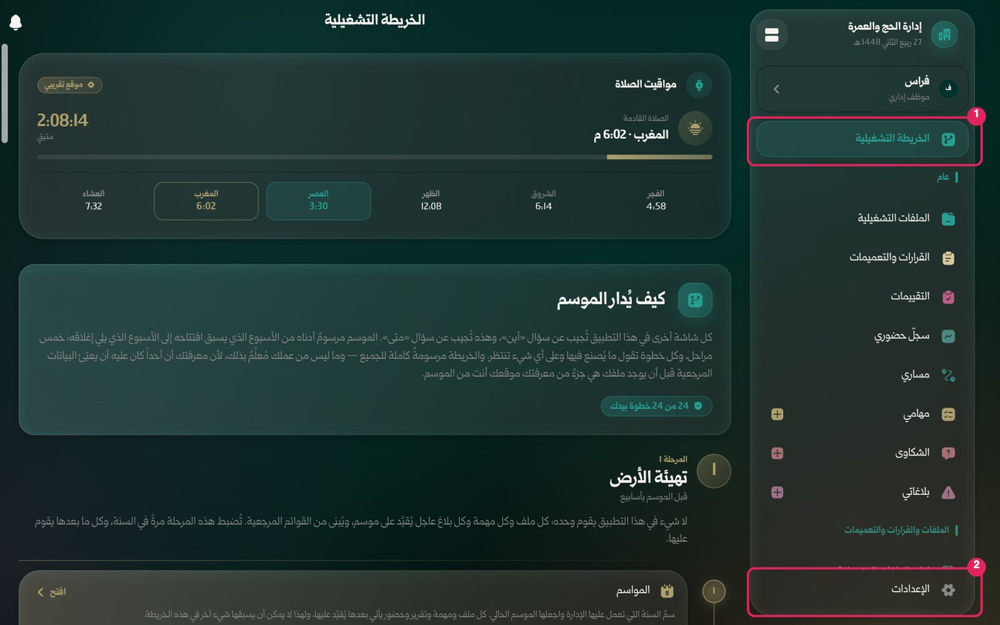 إدارة الحج والعمرة
27 ربيع الثاني 1448 هـ
ف
فراس
موظف إداري
1
الخريطة التشغيلية
عام
الملفات التشغيلية
القرارات والتعميمات
التقييمات
سجلّ حضوري
مساري
مهامي
الشكاوى
بلاغاتي
الملفات والقرارات والتعميمات
2
الإعدادات
الخريطة التشغيلية
مواقيت الصلاة
موقع تقريبي
الصلاة القادمة
المغرب · 6:02 م
2:08:14
متبقٍ
الفجر
4:58
الشروق
6:14
الظهر
12:08
العصر
3:30
المغرب
6:02
العشاء
7:32
كيف يُدار الموسم
كل شاشة أخرى في هذا التطبيق تُجيب عن سؤال «أين»، وهذه تُجيب عن سؤال «متى». الموسم مرسومٌ أدناه من الأسبوع الذي يسبق افتتاحه إلى الأسبوع الذي يلي إغلاقه: خمس
مراحل، وكل خطوة تقول ما يُصنع فيها وعلى أي شيء تنتظر. والخريطة مرسومةٌ كاملة للجميع — وما ليس من عملك مُعلَّمٌ بذلك، لأن معرفتك أن أحداً كان عليه أن يعبّئ البيانات
المرجعية قبل أن يوجد ملفك هي جزءٌ من معرفتك موقعك أنت من الموسم.
24 من 24 خطوة بيدك
1
المرحلة 1
تهيئة الأرض
قبل الموسم بأسابيع
لا شيء في هذا التطبيق يقوم وحده: كل ملف وكل مهمة وكل بلاغ عاجل يُقيَّد على موسم، ويُبنى من القوائم المرجعية. تُضبط هذه المرحلة مرةً في السنة، وكل ما بعدها يقوم
عليها.
1
8
المواسم
افتح
سمِّ السنة التي تعمل عليها الإدارة واجعلها الموسم الحالي. كل ملف ومهمة وتقرير وحضور يأتي بعدها يُقيَّد عليها، ولهذا لا يمكن أن يسبقها شيء آخر في هذه الخريطة.